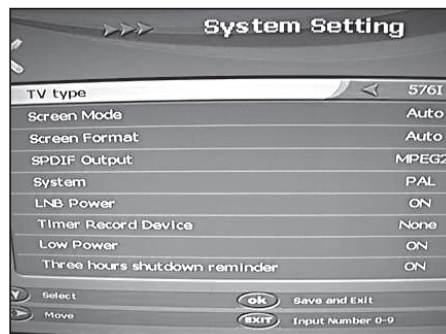 System Setting
TV type 576I
Screen Mode Auto
Screen Format Auto
SPDIF Output MPEG2
System PAL
LNB Power ON
Timer Record Device None
Low Power ON
Three hours shutdown reminder ON
Select ok Save and Exit
Move EXIT Input Number 0-9